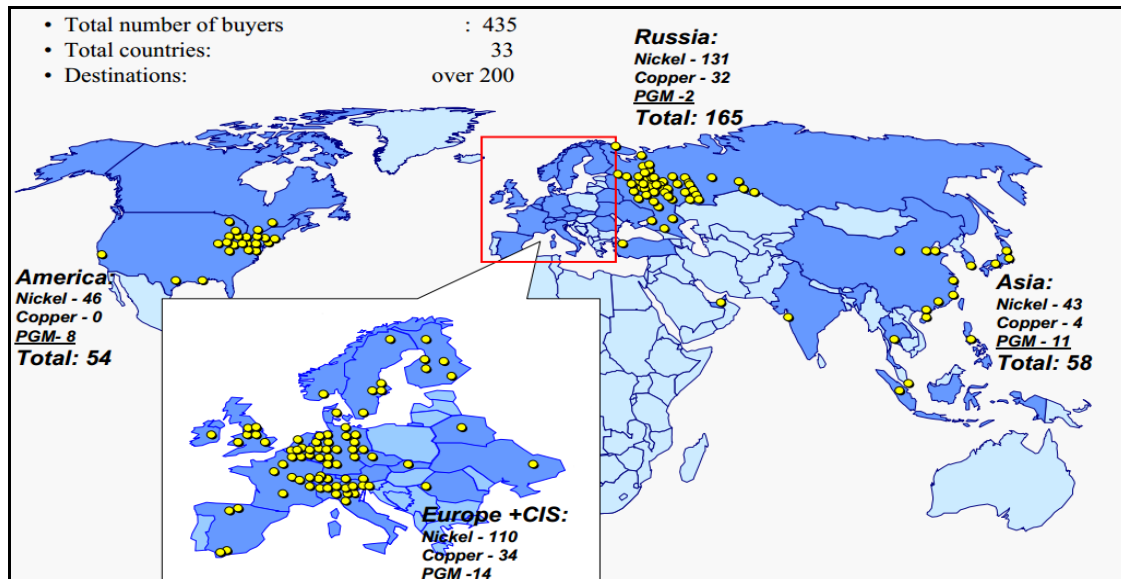 • Total number of buyers : 435
• Total countries: 33
• Destinations: over 200
Russia:
Nickel - 131
Copper - 32
PGM -2
Total: 165
America:
Nickel - 46
Copper - 0
PGM- 8
Total: 54
Asia:
Nickel - 43
Copper - 4
PGM - 11
Total: 58
Europe +CIS:
Nickel - 110
Copper - 34
PGM -14